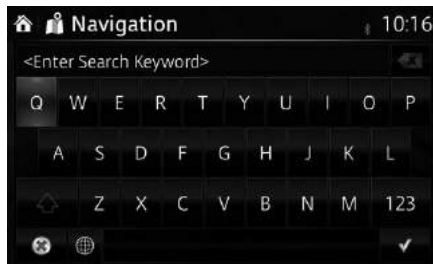 Navigation 10:16
<Enter Search Keyword>
Q W E R T Y U I O P
A S D F G H J K L
Z X C V B N M 123